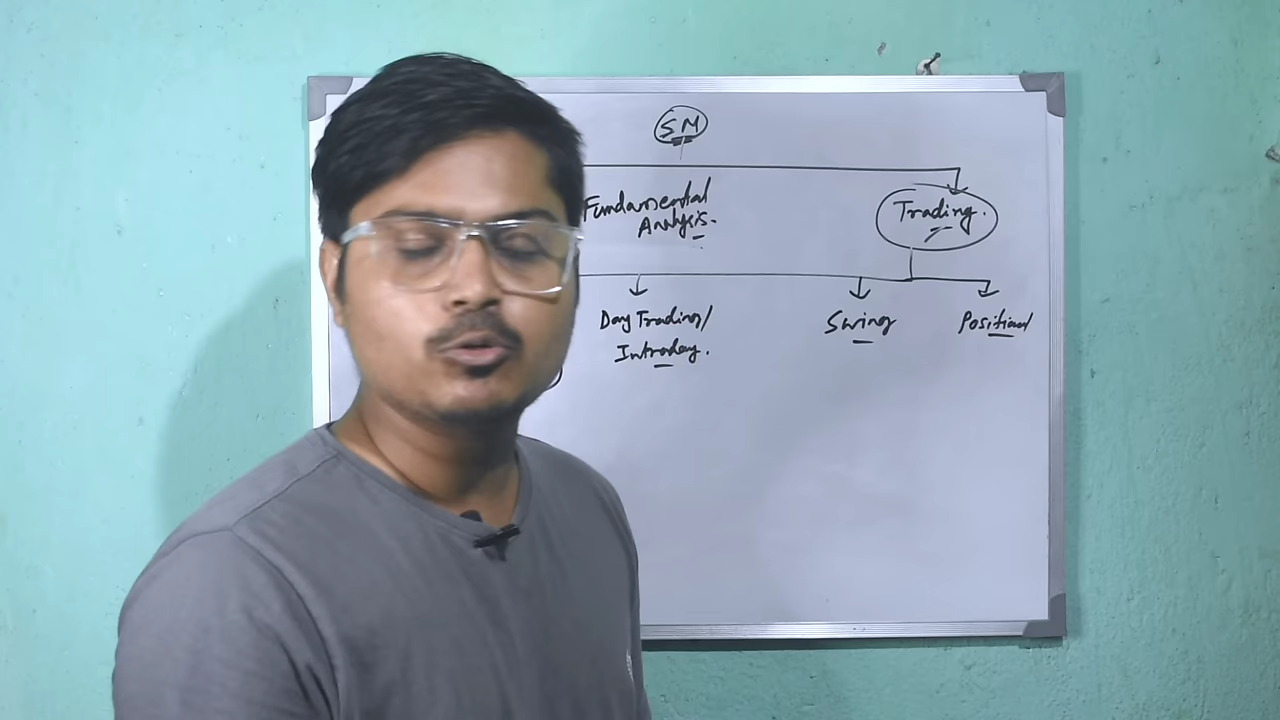 SM
Fundamental
Analysis.
Trading.
Day Trading/
Intraday.
Swing
Positional